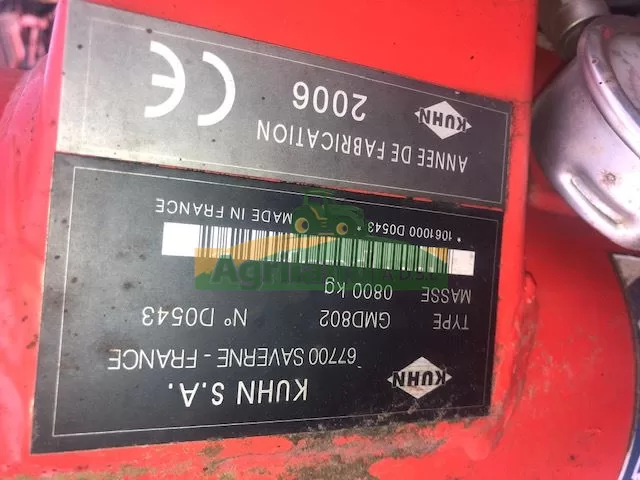 KUHN
KUHN S.A.
67700 SAVERNE - FRANCE
TYPE GMD802 N° D0543
MASSE 0800 kg
* 1061000 D0543 * MADE IN FRANCE
KUHN
ANNEE DE FABRICATION
2006
CE